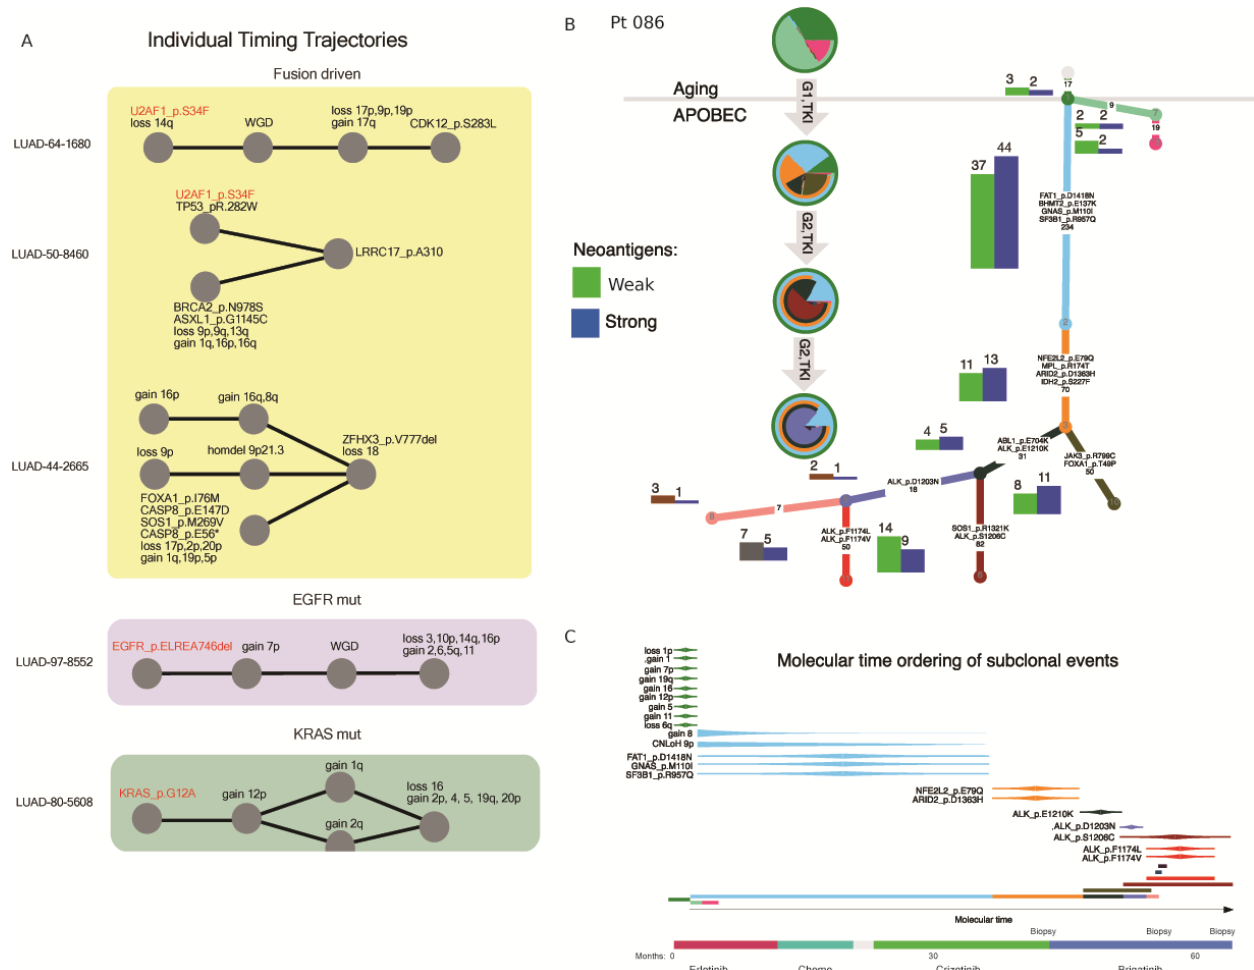 A
Individual Timing Trajectories
Fusion driven
LUAD-64-1680
U2AF1_p.S34F
loss 14q
WGD
loss 17p,9p,19p
gain 17q
CDK12_p.S283L
LUAD-50-8460
U2AF1_p.S34F
TP53_pR.282W
LRRC17_p.A310
BRCA2_p.N978S
ASXL1_p.G1145C
loss 9p,9q,13q
gain 1q,16p,16q
LUAD-44-2665
gain 16p
gain 16q,8q
loss 9p
homdel 9p21.3
ZFHX3_p.V777del
loss 18
FOXA1_p.I76M
CASP8_p.E147D
SOS1_p.M269V
CASP8_p.E56*
loss 17p,2p,20p
gain 1q,19p,5p
EGFR mut
LUAD-97-8552
EGFR_p.ELREA746del
gain 7p
WGD
loss 3,10p,14q,16p
gain 2,6,5q,11
KRAS mut
LUAD-80-5608
KRAS_p.G12A
gain 12p
gain 1q
gain 2q
loss 16
gain 2p, 4, 5, 19q, 20p
B
Pt 086
Aging
APOBEC
G1,TKI
G2,TKI
G2,TKI
Neoantigens:
Weak
Strong
3 2
17
9
7
2 2
19
5 2
37 44
FAT1_p.D1418N
BHMT2_p.E137K
GNAS_p.M110I
SF3B1_p.R957Q
234
2
11 13
NFE2L2_p.E79Q
MPL_p.R174T
ARID2_p.D1363H
IDH2_p.S227F
70
4 5
ABL1_p.E704K
ALK_p.E1210K
31
JAK3_p.R799C
FOXA1_p.T49P
50
10
8 11
2 1
ALK_p.D1203N
18
3 1
7
7 5
ALK_p.F1174L
ALK_p.F1174V
50
14 9
SOS1_p.R1321K
ALK_p.S1206C
82
C
Molecular time ordering of subclonal events
loss 1p
gain 1
gain 7p
gain 19q
gain 16
gain 12p
gain 5
gain 11
loss 6q
gain 8
CNLoH 9p
FAT1_p.D1418N
GNAS_p.M110I
SF3B1_p.R957Q
NFE2L2_p.E79Q
ARID2_p.D1363H
ALK_p.E1210K
ALK_p.D1203N
ALK_p.S1206C
ALK_p.F1174L
ALK_p.F1174V
Molecular time
Biopsy Biopsy Biopsy
Months: 0 30 60
Erlotinib Chemo Crizotinib Brigatinib